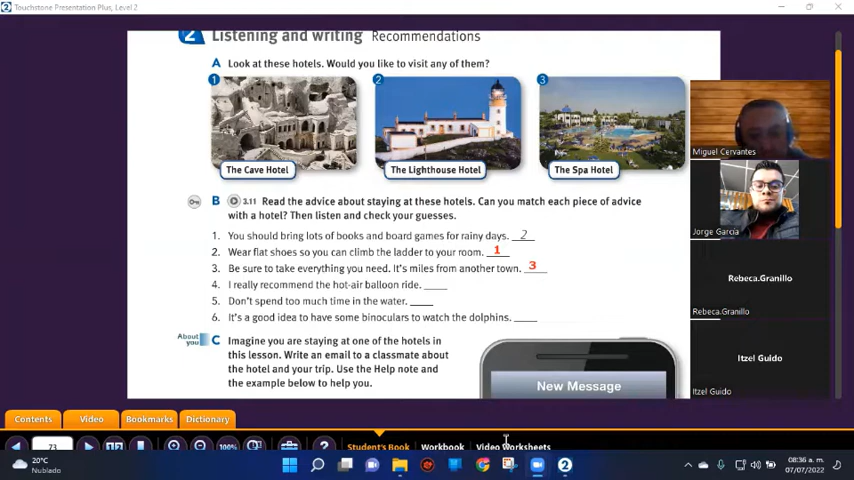 Touchstone Presentation Plus, Level 2
2 Listening and writing Recommendations
A Look at these hotels. Would you like to visit any of them?
1 2 3
The Cave Hotel The Lighthouse Hotel The Spa Hotel
B 3.11 Read the advice about staying at these hotels. Can you match each piece of advice
with a hotel? Then listen and check your guesses.
1. You should bring lots of books and board games for rainy days. 2
2. Wear flat shoes so you can climb the ladder to your room. 1
3. Be sure to take everything you need. It's miles from another town. 3
4. I really recommend the hot-air balloon ride. ____
5. Don't spend too much time in the water. ____
6. It's a good idea to have some binoculars to watch the dolphins. ____
About you
C Imagine you are staying at one of the hotels in
this lesson. Write an email to a classmate about
the hotel and your trip. Use the Help note and
the example below to help you.
New Message
Miguel Cervantes
Jorge García
Rebeca.Granillo
Rebeca.Granillo
Itzel Guido
Itzel Guido
Contents Video Bookmarks Dictionary
73 100% Student's Book Workbook Video Worksheets
20°C
Nublado
08:36 a. m.
07/07/2022